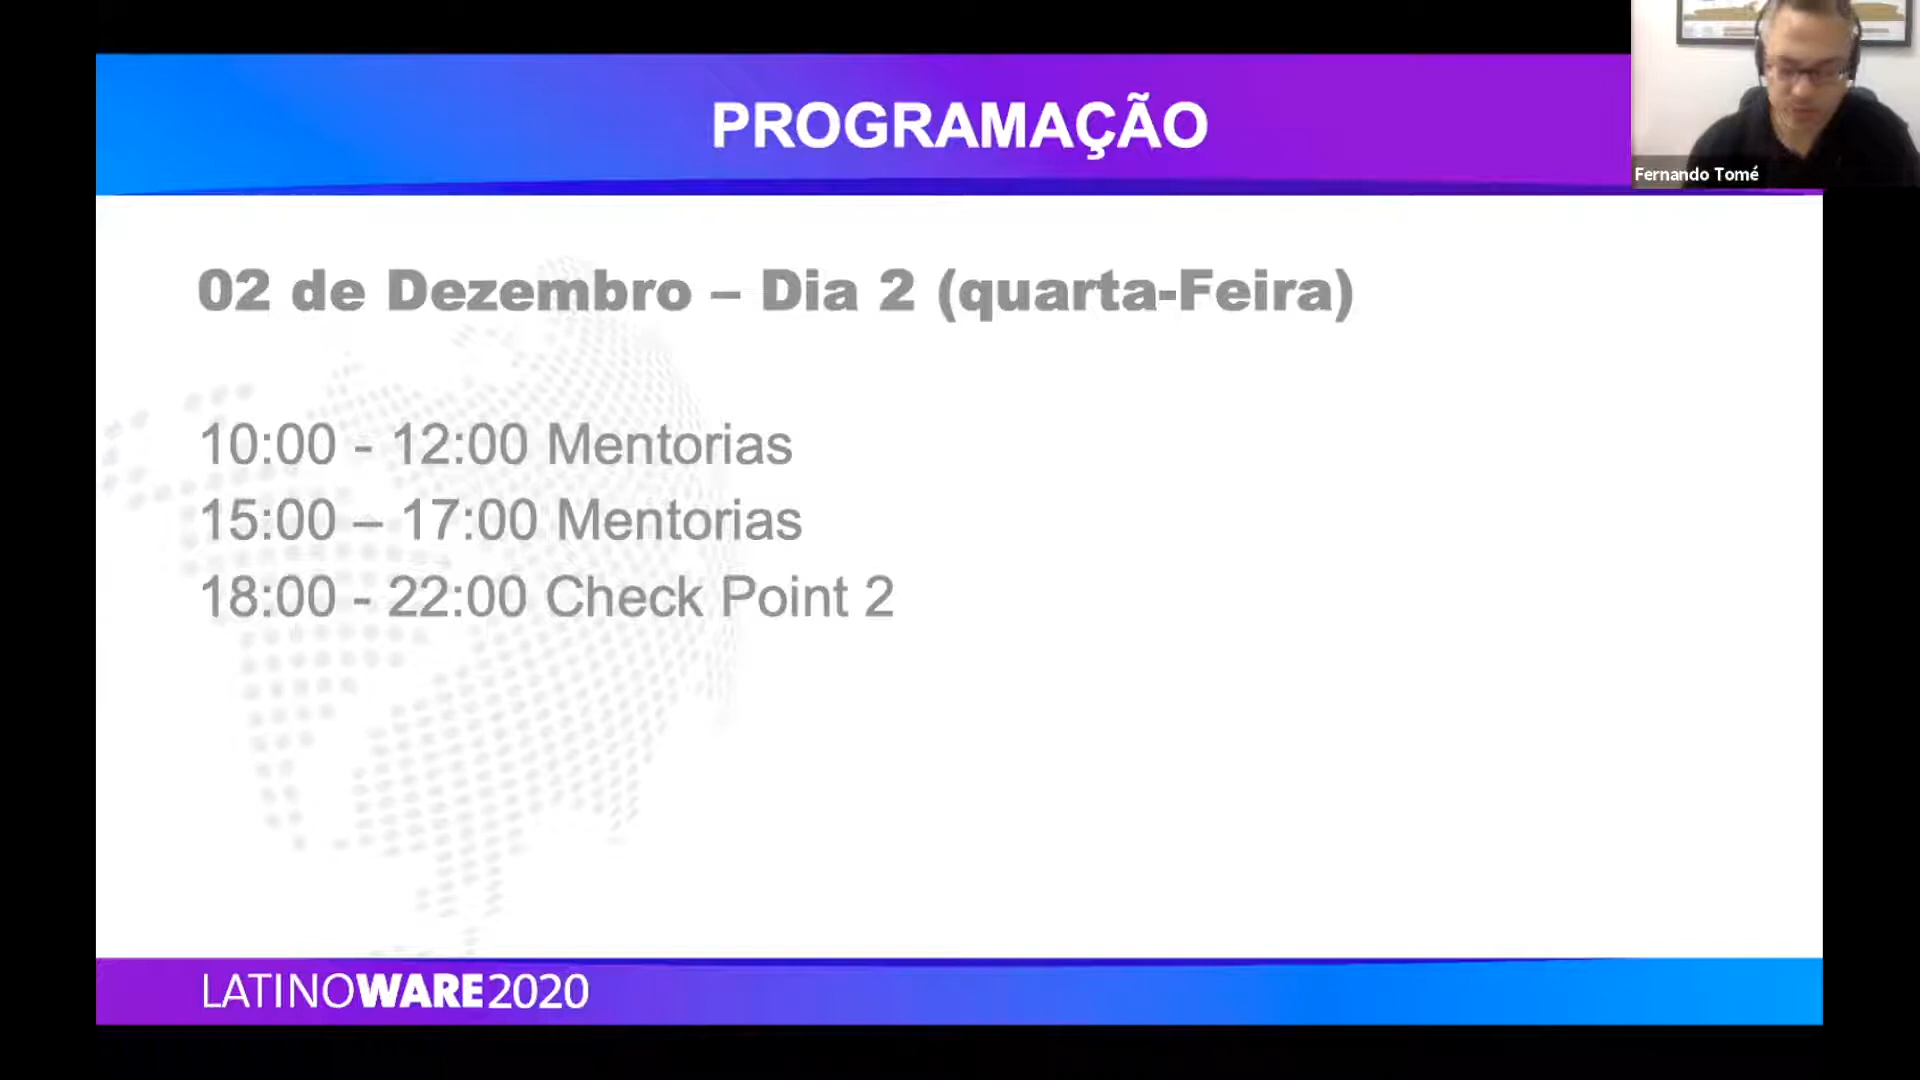 PROGRAMAÇÃO
Fernando Tomé
02 de Dezembro – Dia 2 (quarta-Feira)
10:00 - 12:00 Mentorias
15:00 – 17:00 Mentorias
18:00 - 22:00 Check Point 2
LATINOWARE2020